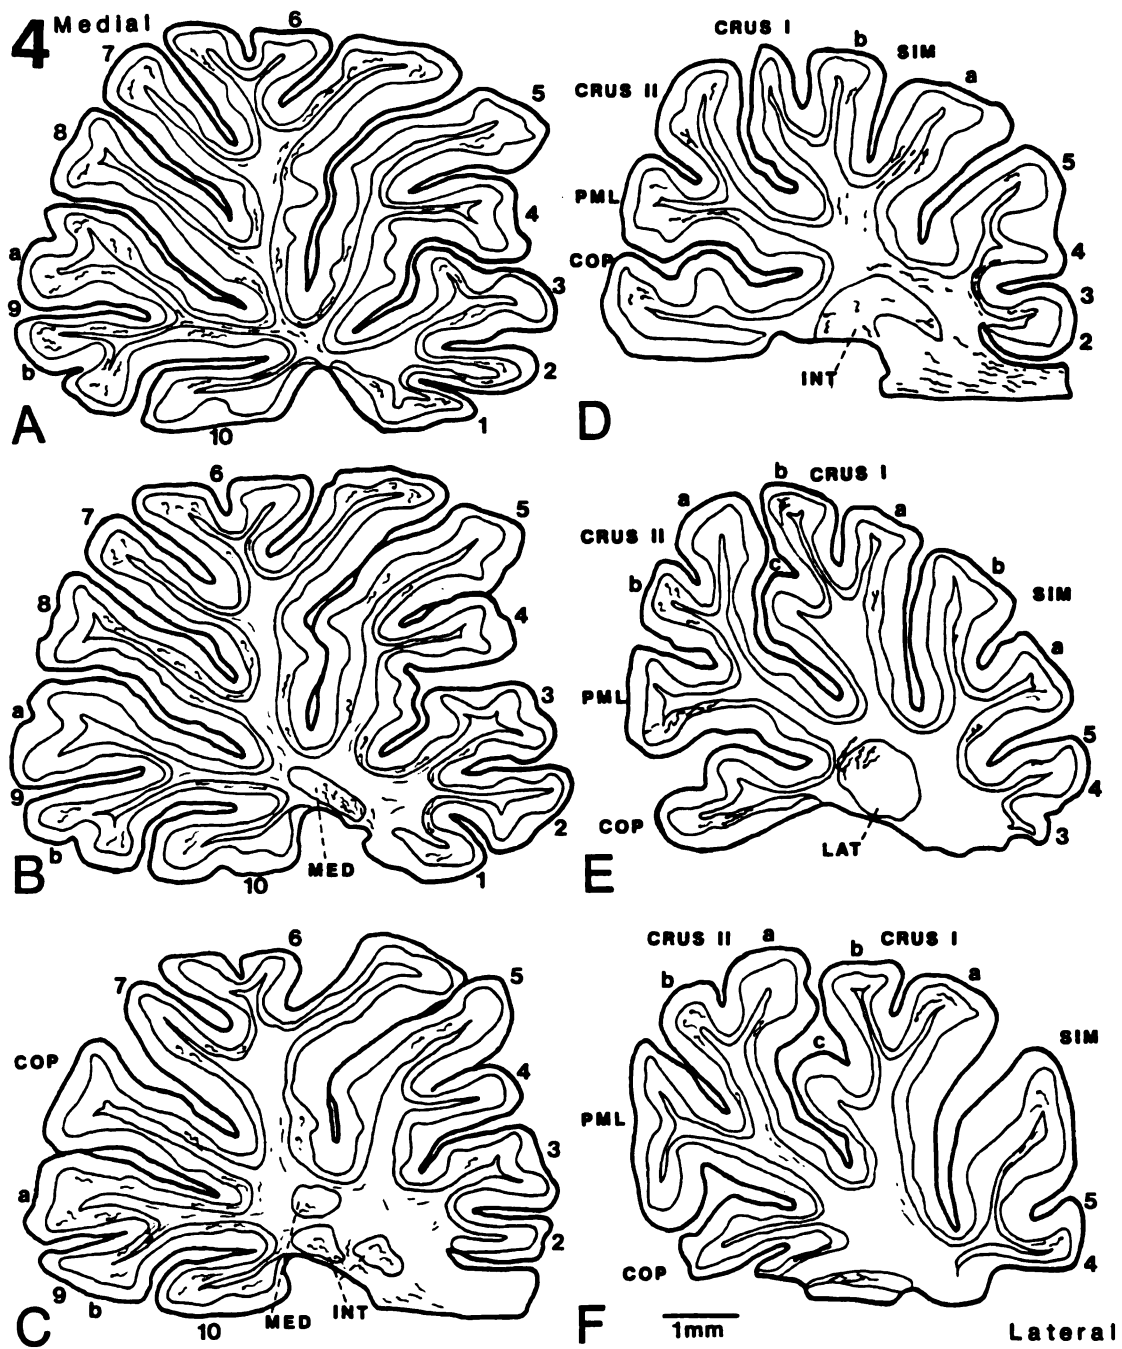 4 Medial
6
7
5
8
4
a
3
9
2
b
1
10
A
CRUS I
b
SIM
a
CRUS II
5
PML
4
COP
3
2
INT
D
6
7
5
8
4
a
3
9
2
b
MED
1
10
B
b
CRUS I
a
a
CRUS II
b
c
b
SIM
a
PML
5
4
COP
3
LAT
E
6
7
5
COP
4
3
a
2
9
b
MED
INT
10
C
CRUS II
a
b
CRUS I
a
b
c
SIM
PML
5
COP
4
F
1mm
Lateral